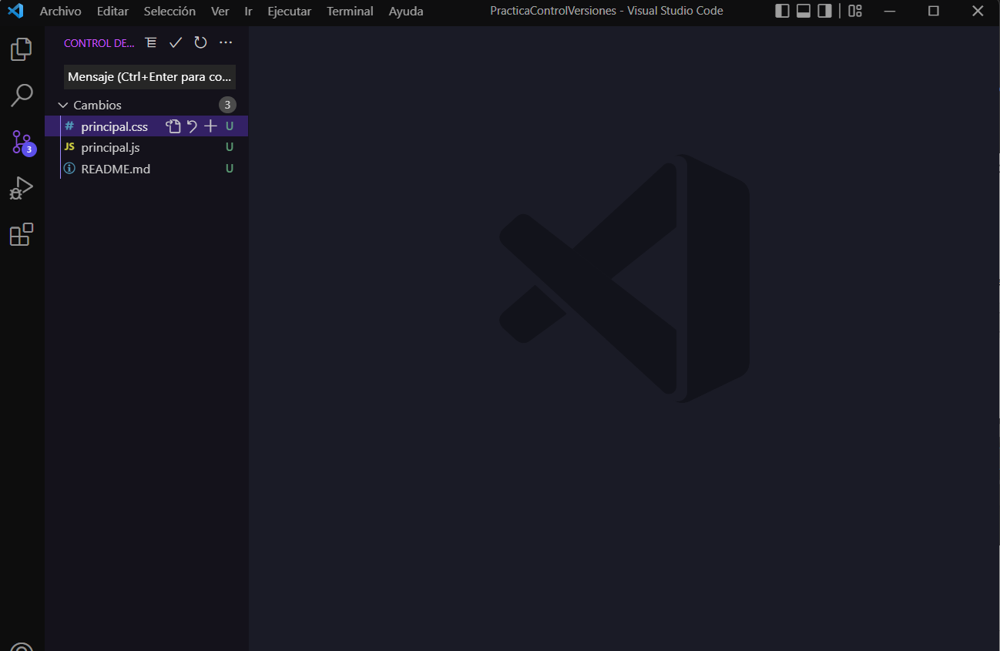 Archivo Editar Selección Ver Ir Ejecutar Terminal Ayuda PracticaControlVersiones - Visual Studio Code
CONTROL DE...
Mensaje (Ctrl+Enter para co...
Cambios 3
# principal.css U
JS principal.js U
3
README.md U